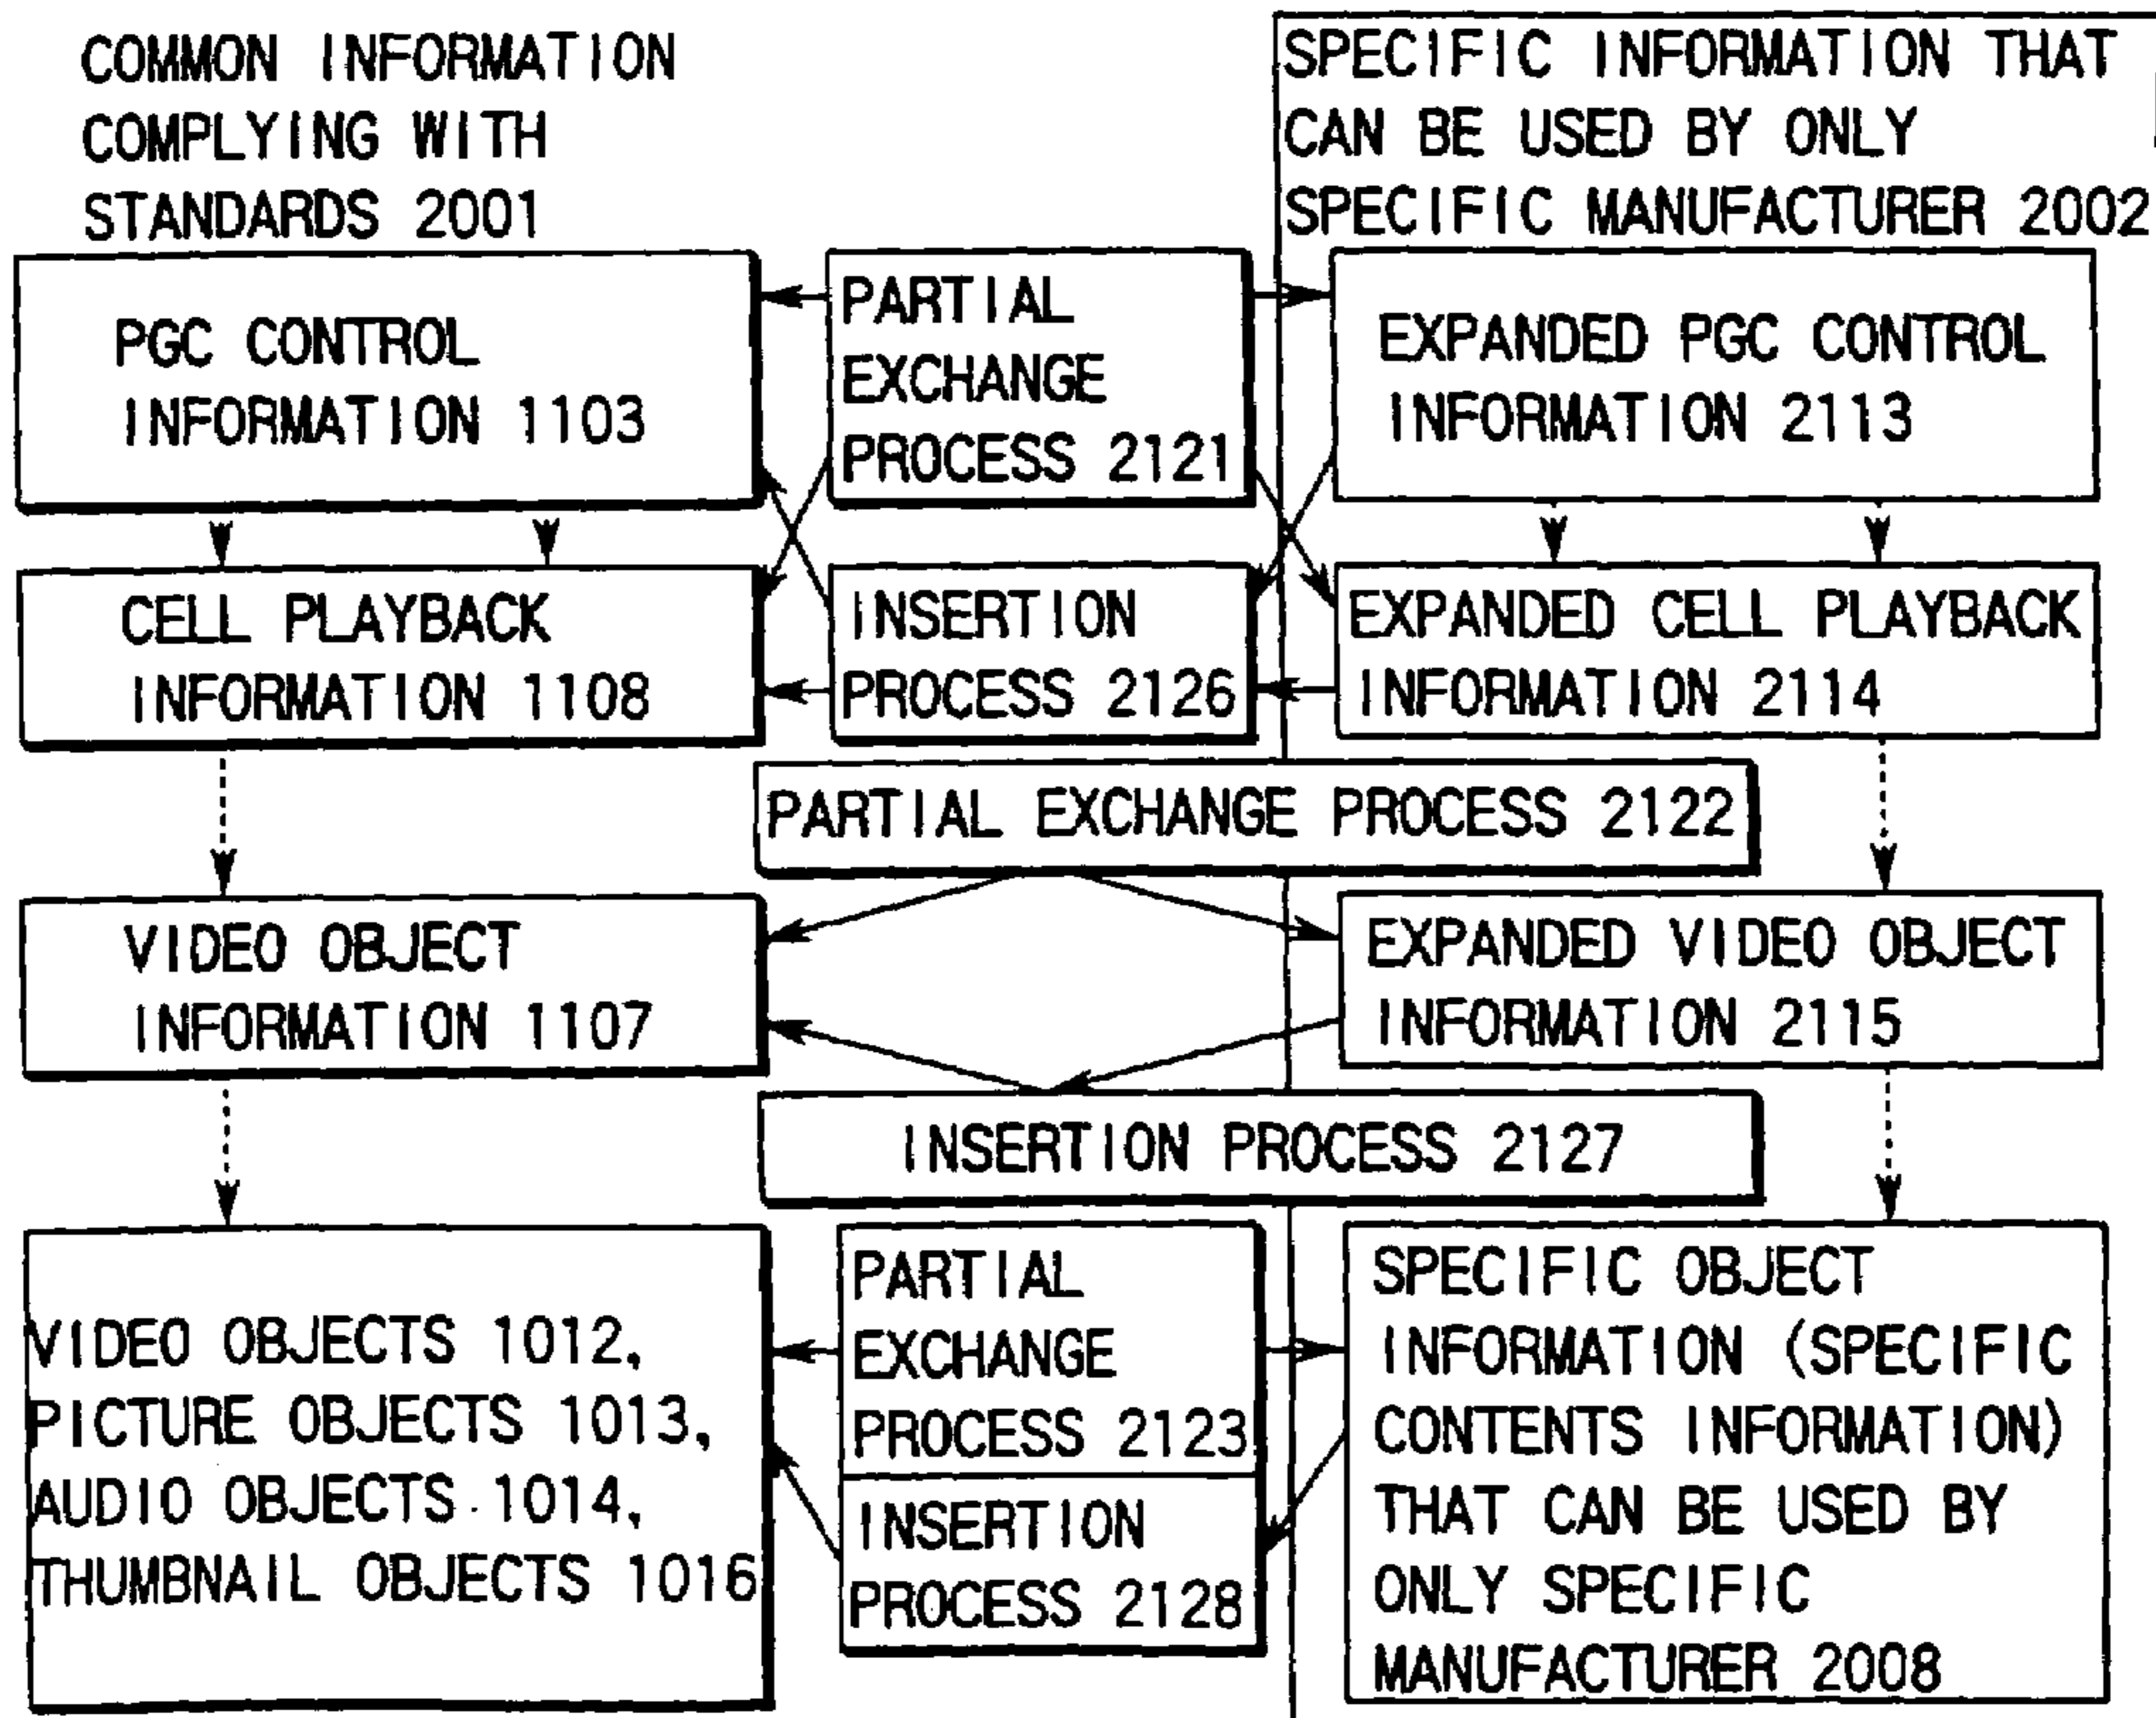 COMMON INFORMATION
COMPLYING WITH
STANDARDS 2001
SPECIFIC INFORMATION THAT
CAN BE USED BY ONLY
SPECIFIC MANUFACTURER 2002
PGC CONTROL
INFORMATION 1103
PARTIAL
EXCHANGE
PROCESS 2121
EXPANDED PGC CONTROL
INFORMATION 2113
CELL PLAYBACK
INFORMATION 1108
INSERTION
PROCESS 2126
EXPANDED CELL PLAYBACK
INFORMATION 2114
PARTIAL EXCHANGE PROCESS 2122
VIDEO OBJECT
INFORMATION 1107
EXPANDED VIDEO OBJECT
INFORMATION 2115
INSERTION PROCESS 2127
VIDEO OBJECTS 1012,
PICTURE OBJECTS 1013,
AUDIO OBJECTS 1014,
THUMBNAIL OBJECTS 1016
PARTIAL
EXCHANGE
PROCESS 2123
INSERTION
PROCESS 2128
SPECIFIC OBJECT
INFORMATION (SPECIFIC
CONTENTS INFORMATION)
THAT CAN BE USED BY
ONLY SPECIFIC
MANUFACTURER 2008